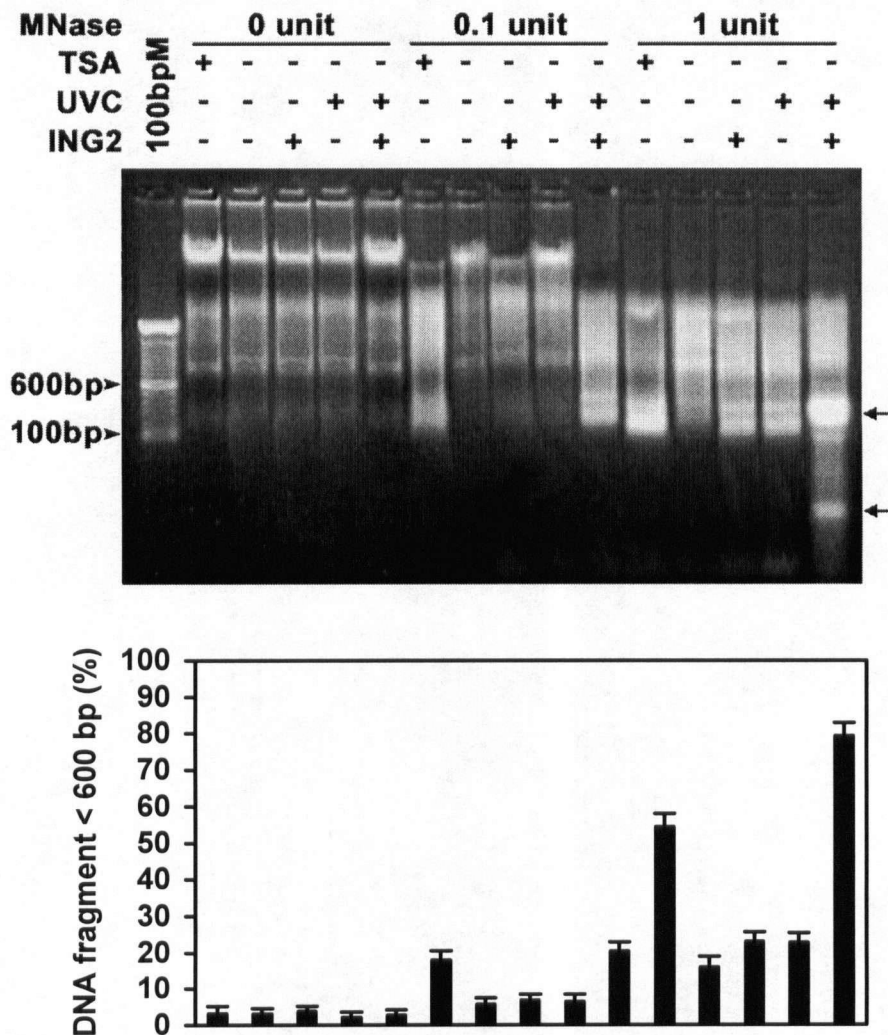 MNase 0 unit 0.1 unit 1 unit
TSA + - - - - + - - - - + - - - -
UVC - - - + + - - - + + - - - + +
ING2 - - + - + - - + - + - - + - +
100bpM
600bp
100bp
DNA fragment < 600 bp (%)
100
90
80
70
60
50
40
30
20
10
0